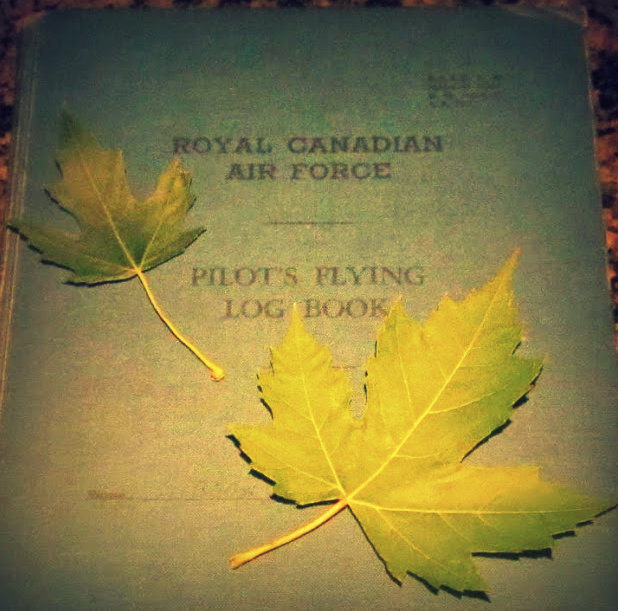 ROYAL CANADIAN
AIR FORCE
PILOT'S FLYING
LOG BOOK